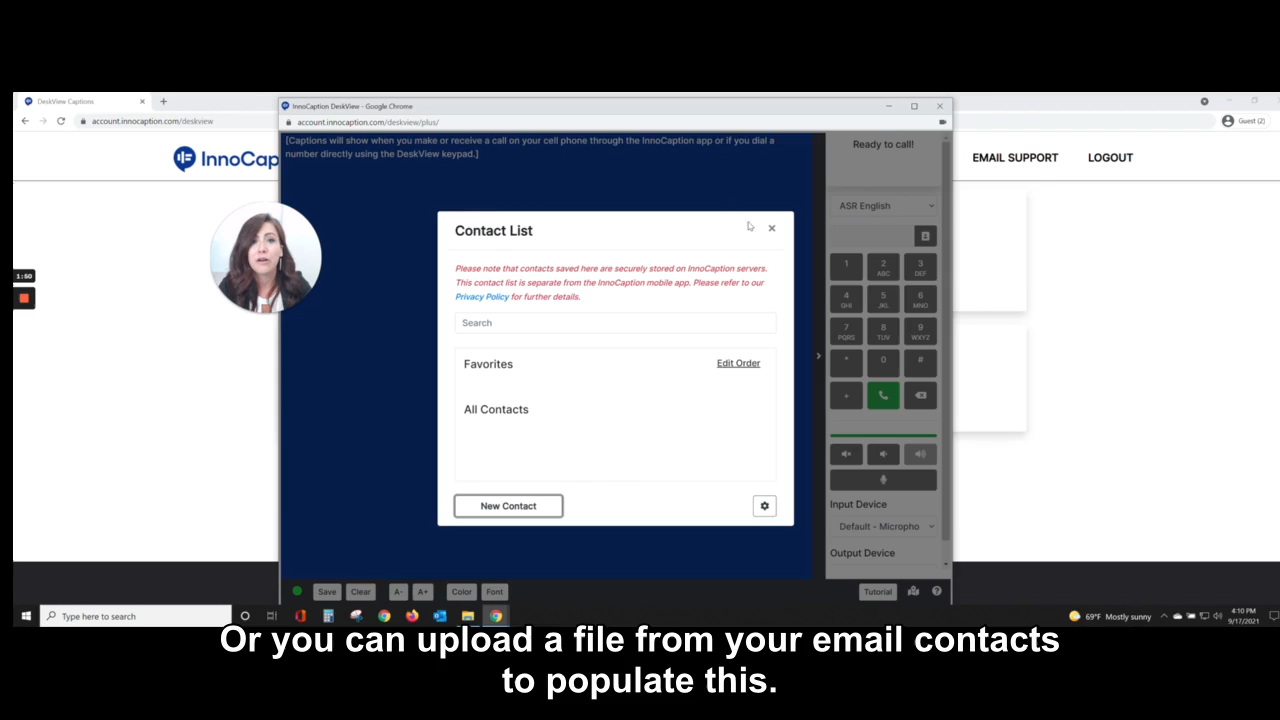 DeskView Captions
account.innocaption.com/deskview
Guest (2)
InnoCaption DeskView - Google Chrome
account.innocaption.com/deskview/plus/
InnoCap
EMAIL SUPPORT
LOGOUT
[Captions will show when you make or receive a call on your cell phone through the InnoCaption app or if you dial a
number directly using the DeskView keypad.]
Ready to call!
ASR English
1
2
ABC
3
DEF
4
GHI
5
JKL
6
MNO
7
PQRS
8
TUV
9
WXYZ
*
0
#
+
Input Device
Default - Micropho
Output Device
1:50
Contact List
Please note that contacts saved here are securely stored on InnoCaption servers.
This contact list is separate from the InnoCaption mobile app. Please refer to our
Privacy Policy for further details.
Search
Favorites
Edit Order
All Contacts
New Contact
Save
Clear
A-
A+
Color
Font
Tutorial
Type here to search
69°F Mostly sunny
4:10 PM
9/17/2021
Or you can upload a file from your email contacts
to populate this.